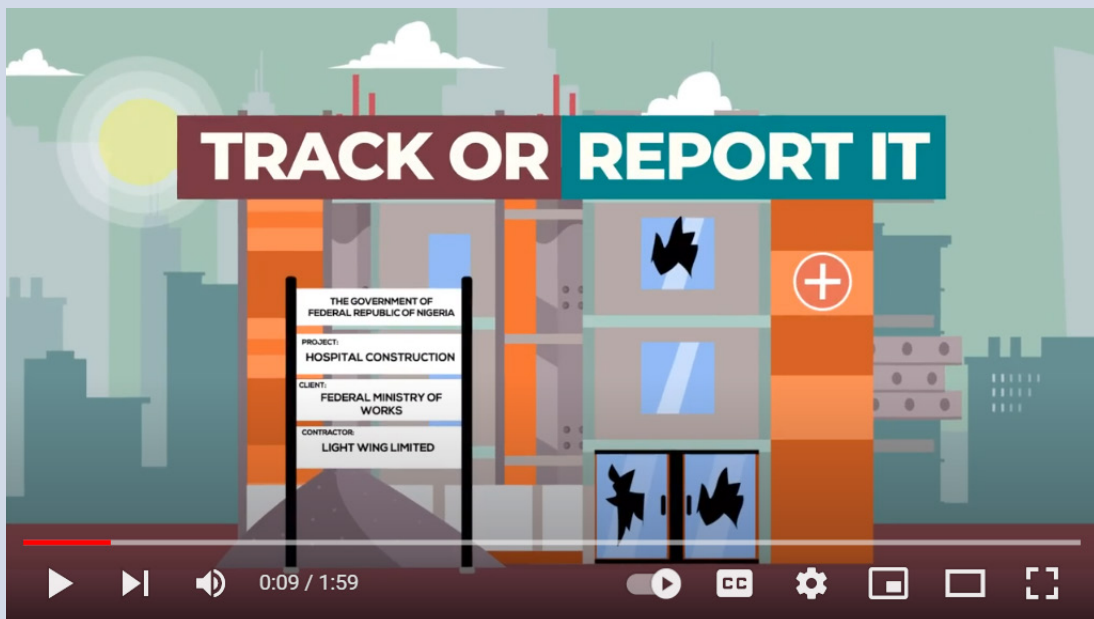 TRACK OR REPORT IT
THE GOVERNMENT OF
FEDERAL REPUBLIC OF NIGERIA
PROJECT:
HOSPITAL CONSTRUCTION
CLIENT:
FEDERAL MINISTRY OF
WORKS
CONTRACTOR:
LIGHT WING LIMITED
0:09 / 1:59
CC